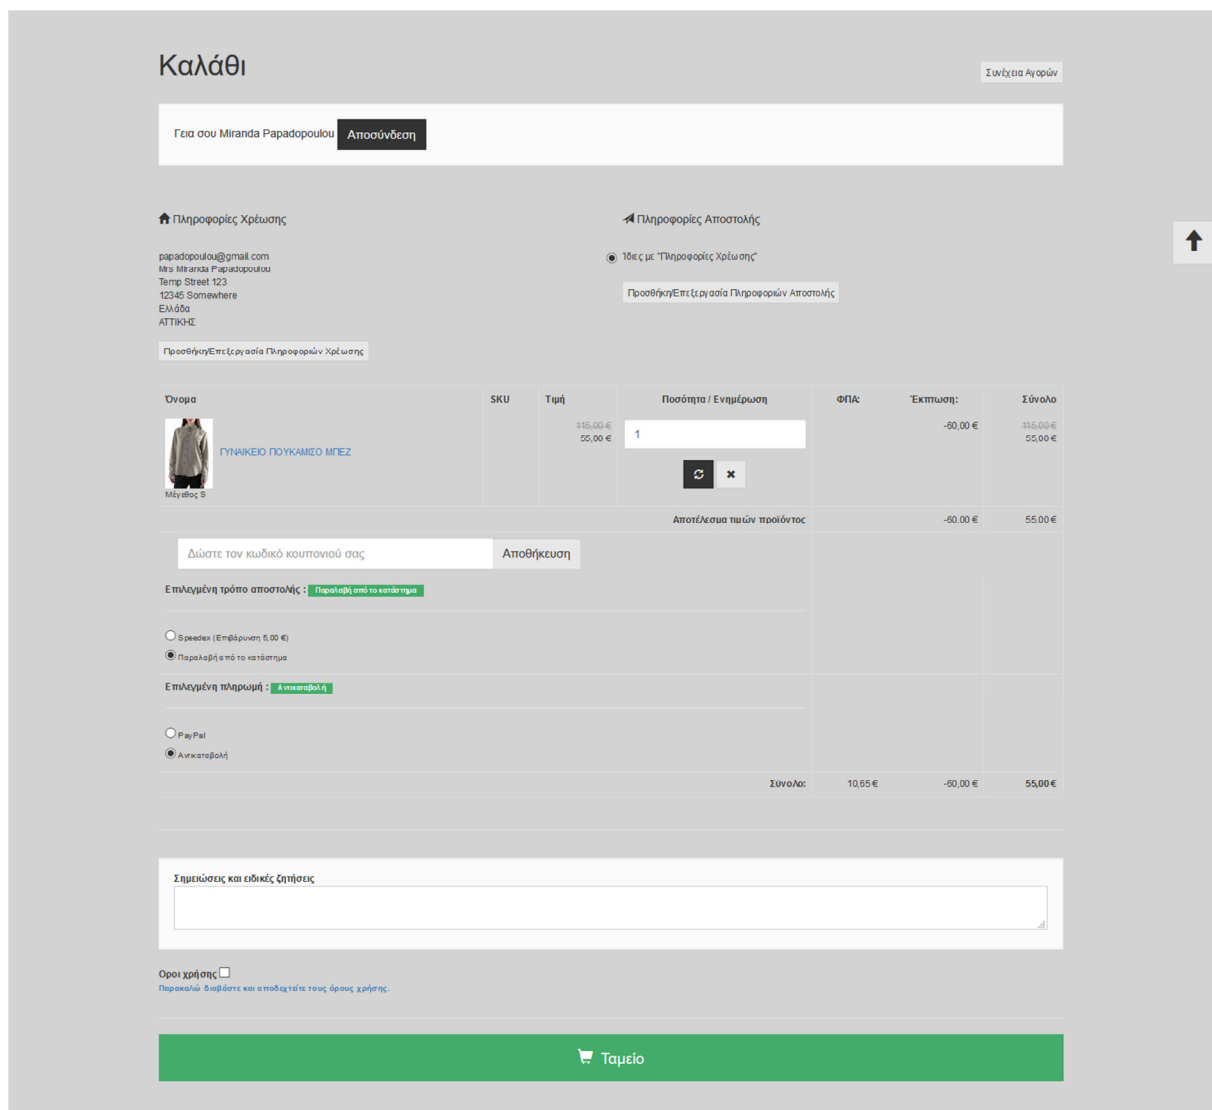 Καλάθι
Συνέχεια Αγορών
Γεια σου Miranda Papadopoulou Αποσύνδεση
Πληροφορίες Χρέωσης
Πληροφορίες Αποστολής
papadopoulou@gmail.com
Mrs Miranda Papadopoulou
Temp Street 123
12345 Somewhere
Ελλάδα
ΑΤΤΙΚΗΣ
Προσθήκη/Επεξεργασία Πληροφοριών Χρέωσης
Ίδιες με "Πληροφορίες Χρέωσης"
Προσθήκη/Επεξεργασία Πληροφοριών Αποστολής
Όνομα SKU Τιμή Ποσότητα / Ενημέρωση ΦΠΑ: Έκπτωση: Σύνολο
115,00 € 1 -60,00 € 115,00 €
55,00 € 55,00 €
ΓΥΝΑΙΚΕΙΟ ΠΟΥΚΑΜΙΣΟ ΜΠΕΖ
Μέγεθος S
Αποτέλεσμα τιμών προϊόντος -60,00 € 55,00 €
Δώστε τον κωδικό κουπονιού σας Αποθήκευση
Επιλεγμένη τρόπο αποστολής : Παραλαβή από το κατάστημα
Speedex (Επιβάρυνση 5,00 €)
Παραλαβή από το κατάστημα
Επιλεγμένη πληρωμή : Αντικαταβολή
PayPal
Αντικαταβολή
Σύνολο: 10,65 € -60,00 € 55,00 €
Σημειώσεις και ειδικές ζητήσεις
Οροι χρήσης
Παρακαλώ διαβάστε και αποδεχτείτε τους όρους χρήσης.
Ταμείο